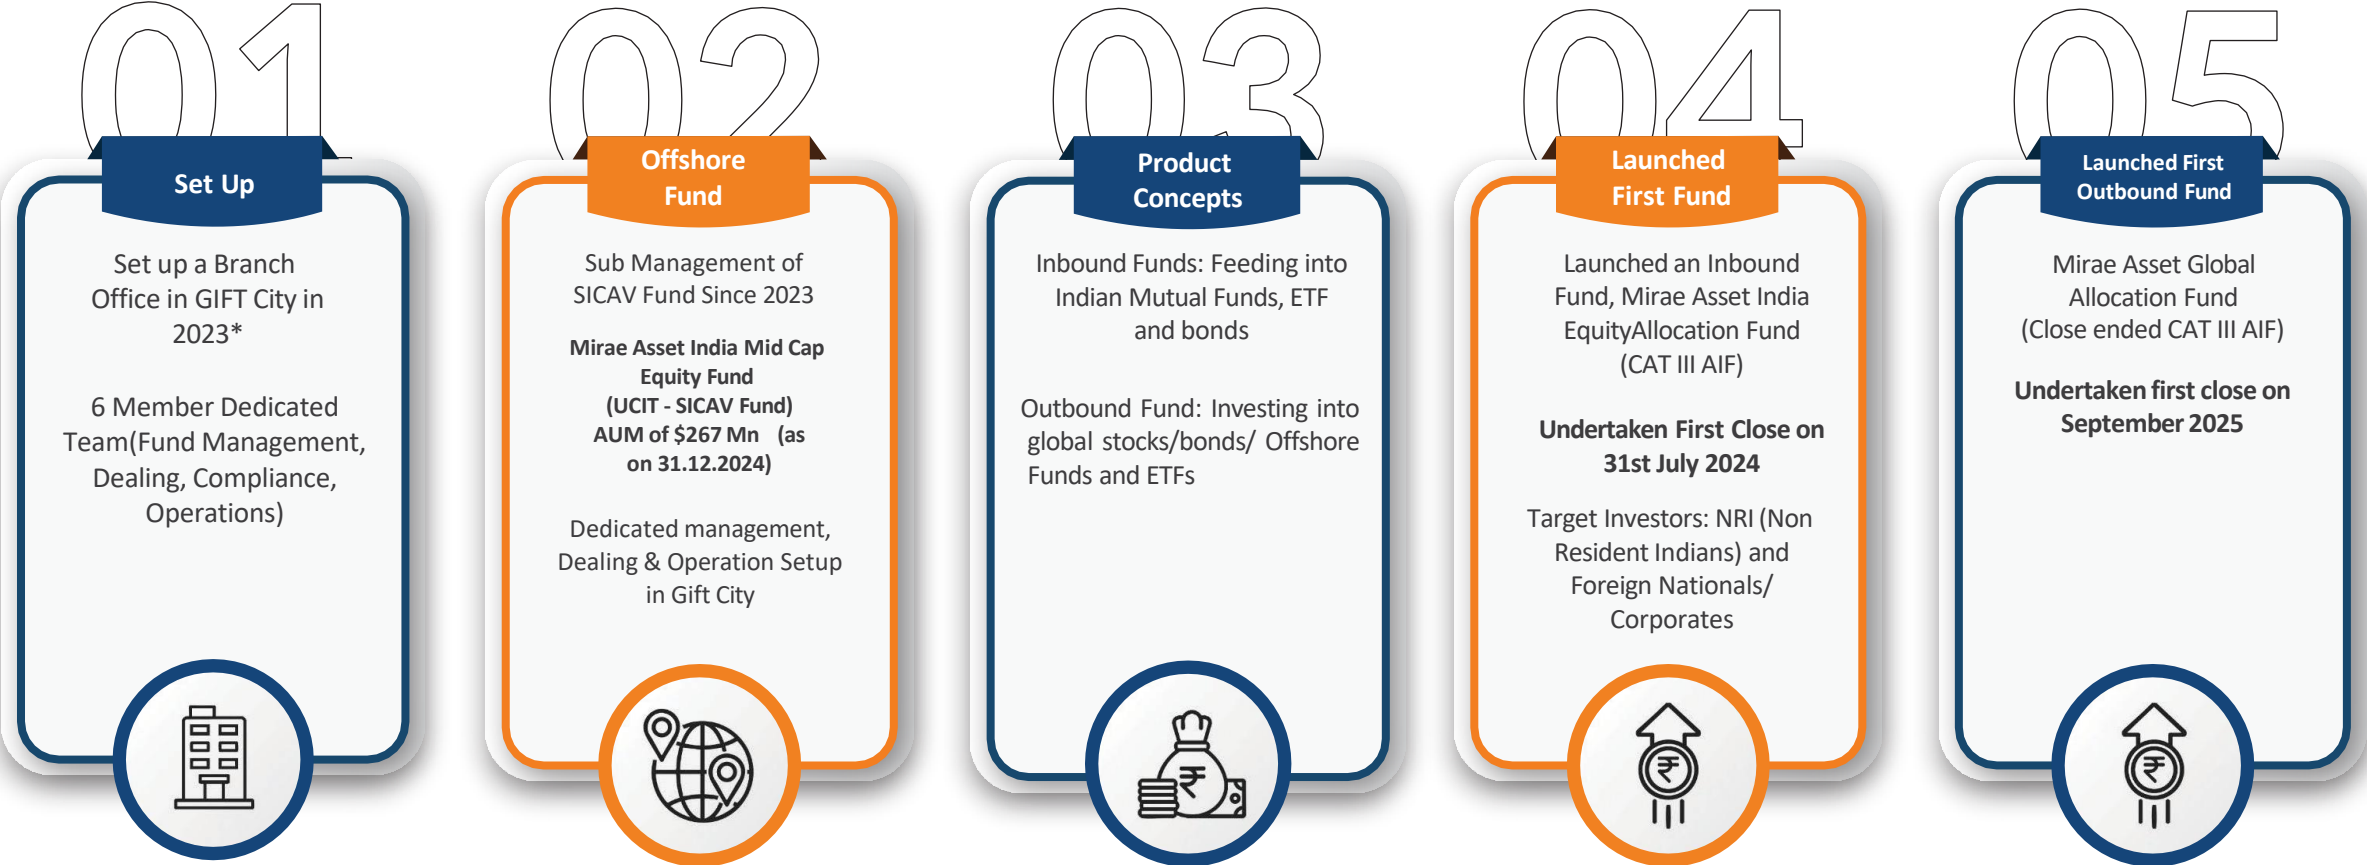 01
Set Up
Set up a Branch
Office in GIFT City in
2023*
6 Member Dedicated
Team(Fund Management,
Dealing, Compliance,
Operations)
02
Offshore
Fund
Sub Management of
SICAV Fund Since 2023
Mirae Asset India Mid Cap
Equity Fund
(UCIT - SICAV Fund)
AUM of $267 Mn (as
on 31.12.2024)
Dedicated management,
Dealing & Operation Setup
in Gift City
03
Product
Concepts
Inbound Funds: Feeding into
Indian Mutual Funds, ETF
and bonds
Outbound Fund: Investing into
global stocks/bonds/ Offshore
Funds and ETFs
₹
04
Launched
First Fund
Launched an Inbound
Fund, Mirae Asset India
EquityAllocation Fund
(CAT III AIF)
Undertaken First Close on
31st July 2024
Target Investors: NRI (Non
Resident Indians) and
Foreign Nationals/
Corporates
₹
05
Launched First
Outbound Fund
Mirae Asset Global
Allocation Fund
(Close ended CAT III AIF)
Undertaken first close on
September 2025
₹